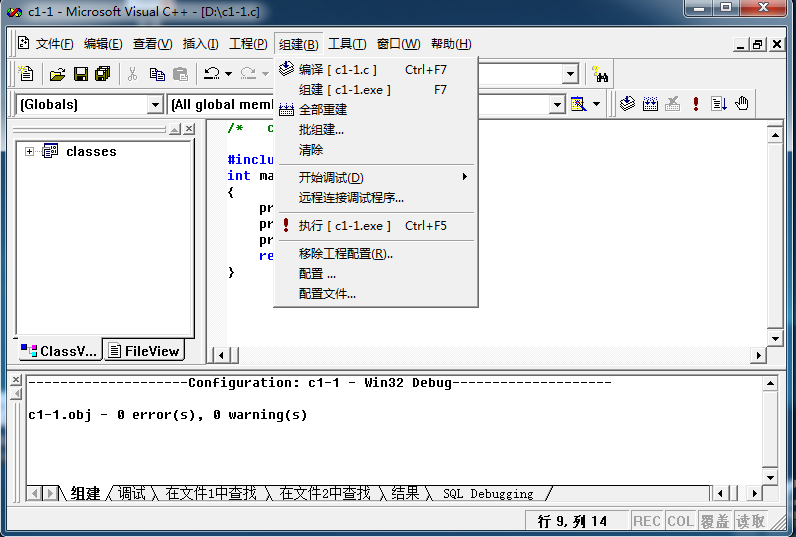 c1-1 - Microsoft Visual C++ - [D:\c1-1.c]
文件(F) 编辑(E) 查看(V) 插入(I) 工程(P) 组建(B) 工具(T) 窗口(W) 帮助(H)
编译 [ c1-1.c ] Ctrl+F7
组建 [ c1-1.exe ] F7
全部重建
批组建...
清除
开始调试(D)
远程连接调试程序...
执行 [ c1-1.exe ] Ctrl+F5
移除工程配置(R)..
配置 ...
配置文件...
(Globals) (All global mem
/* c
#inclu
int ma
{
pr
pr
pr
re
}
classes
ClassV... FileView
--------------------Configuration: c1-1 - Win32 Debug--------------------
c1-1.obj - 0 error(s), 0 warning(s)
组建 调试 在文件1中查找 在文件2中查找 结果 SQL Debugging
行 9, 列 14 REC COL 覆盖 读取